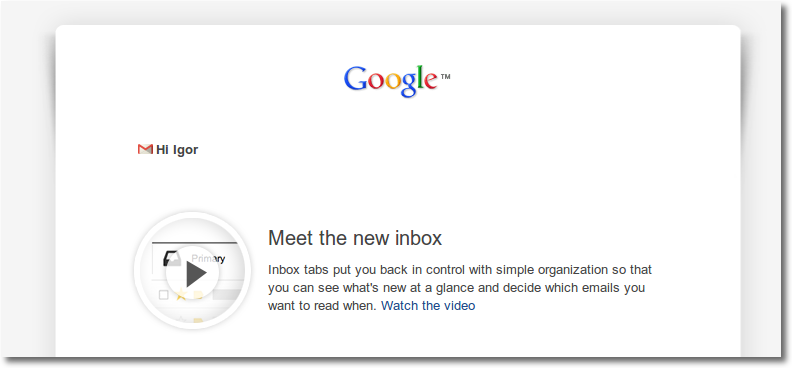 Google™
Hi Igor
Meet the new inbox
Primary
Inbox tabs put you back in control with simple organization so that
you can see what's new at a glance and decide which emails you
want to read when. Watch the video